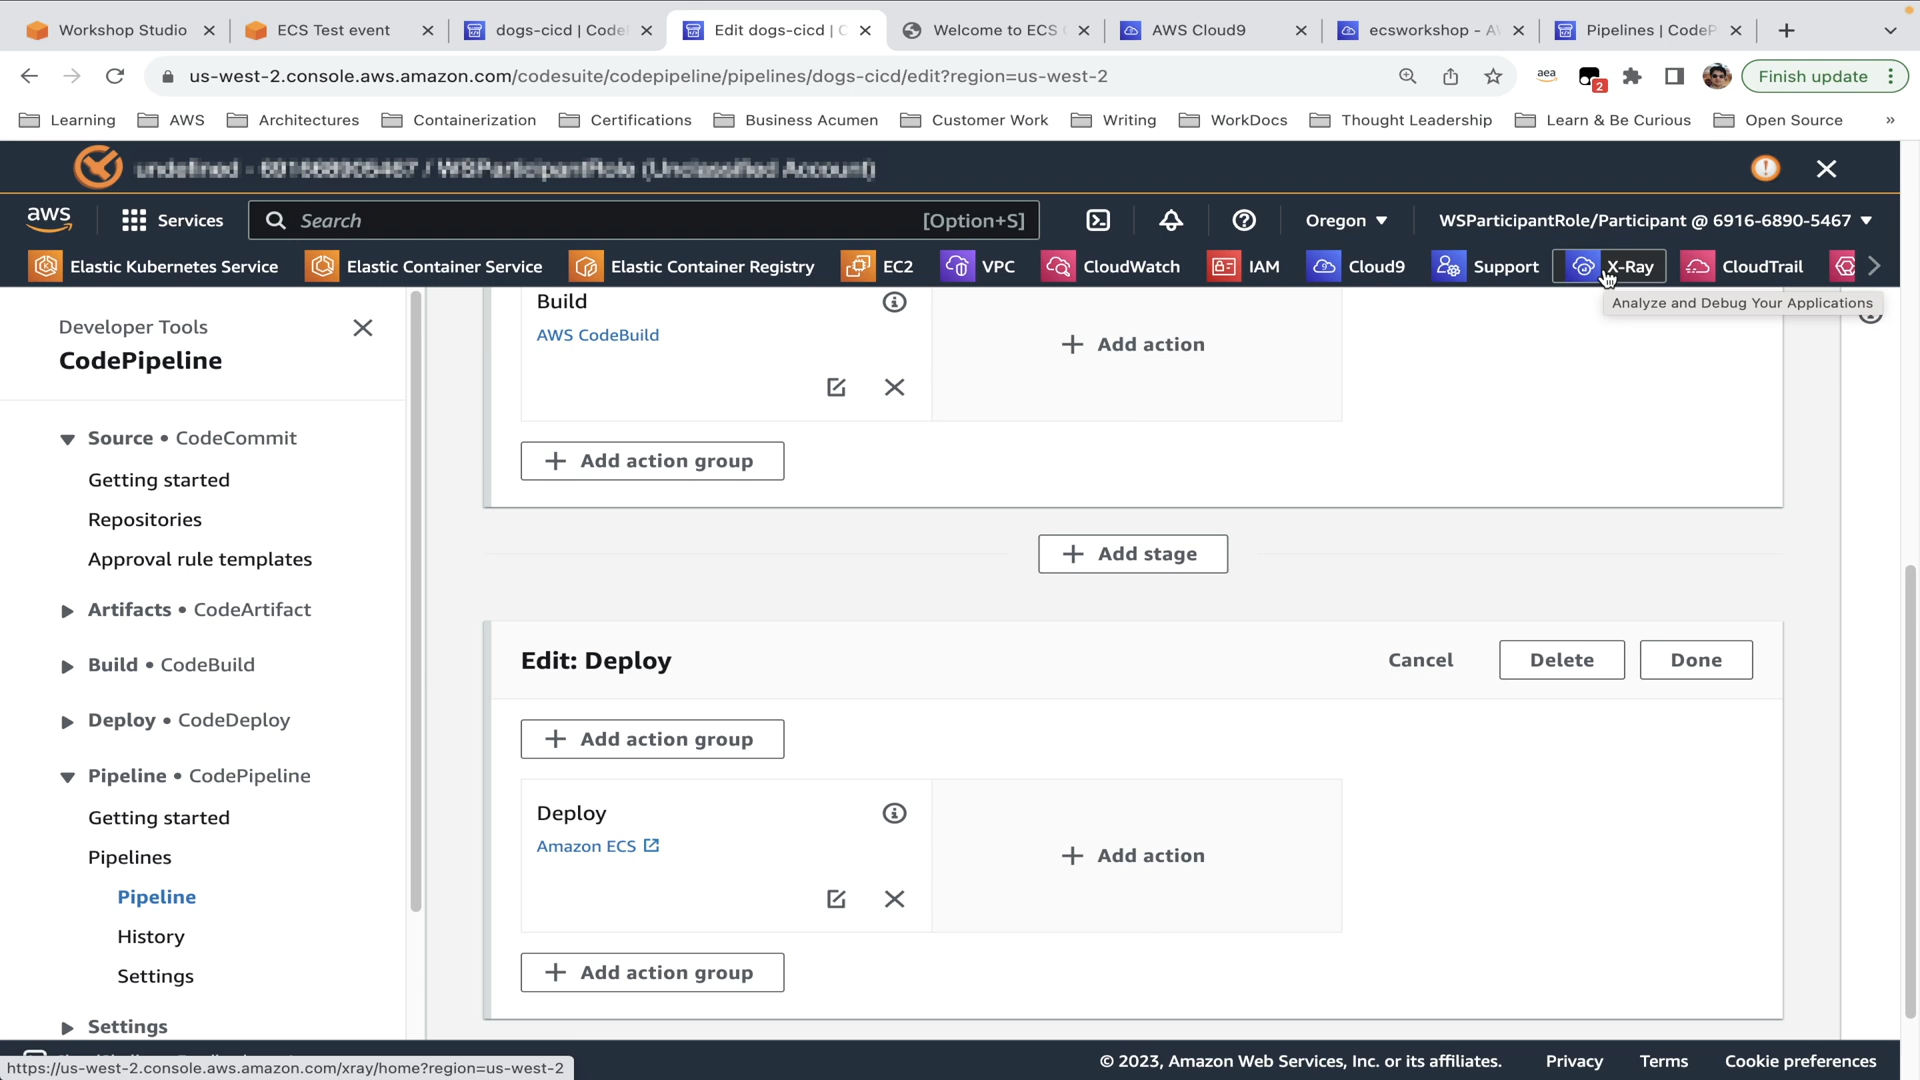 Workshop Studio
ECS Test event
dogs-cicd | Code
Edit dogs-cicd | C
Welcome to ECS
AWS Cloud9
ecsworkshop - A
Pipelines | CodeP
us-west-2.console.aws.amazon.com/codesuite/codepipeline/pipelines/dogs-cicd/edit?region=us-west-2
aea
2
Finish update
Learning
AWS
Architectures
Containerization
Certifications
Business Acumen
Customer Work
Writing
WorkDocs
Thought Leadership
Learn & Be Curious
Open Source
»
undefined - 691668905467 / WSParticipantRole (Unclassified Account)
aws
Services
Search
[Option+S]
Oregon
WSParticipantRole/Participant @ 6916-6890-5467
Elastic Kubernetes Service
Elastic Container Service
Elastic Container Registry
EC2
VPC
CloudWatch
IAM
Cloud9
Support
X-Ray
CloudTrail
Analyze and Debug Your Applications
Developer Tools
CodePipeline
Source • CodeCommit
Getting started
Repositories
Approval rule templates
Artifacts • CodeArtifact
Build • CodeBuild
Deploy • CodeDeploy
Pipeline • CodePipeline
Getting started
Pipelines
Pipeline
History
Settings
Settings
Build
AWS CodeBuild
+ Add action
+ Add action group
+ Add stage
Edit: Deploy
Cancel
Delete
Done
+ Add action group
Deploy
Amazon ECS
+ Add action
+ Add action group
https://us-west-2.console.aws.amazon.com/xray/home?region=us-west-2
© 2023, Amazon Web Services, Inc. or its affiliates.
Privacy
Terms
Cookie preferences